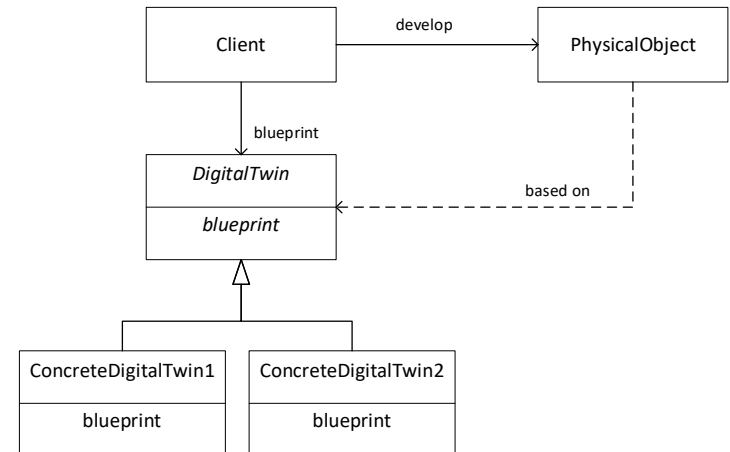 Client
develop
PhysicalObject
blueprint
DigitalTwin
based on
blueprint
ConcreteDigitalTwin1
ConcreteDigitalTwin2
blueprint
blueprint